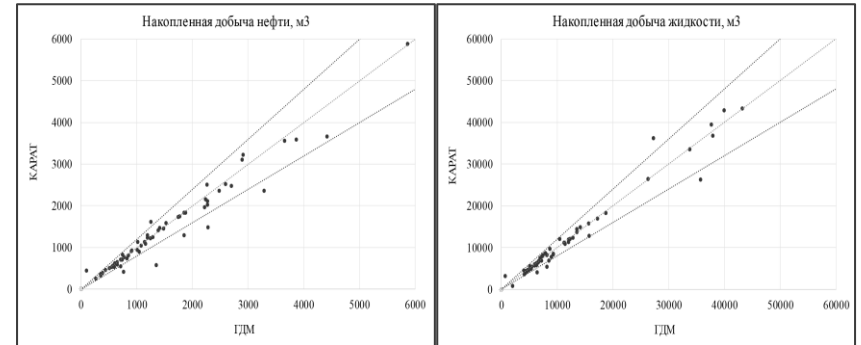 Накопленная добыча нефти, м3
6000
5000
4000
3000
2000
1000
0
КАРАТ
0 1000 2000 3000 4000 5000 6000
ГДМ
Накопленная добыча жидкости, м3
60000
50000
40000
30000
20000
10000
0
КАРАТ
0 10000 20000 30000 40000 50000 60000
ГДМ